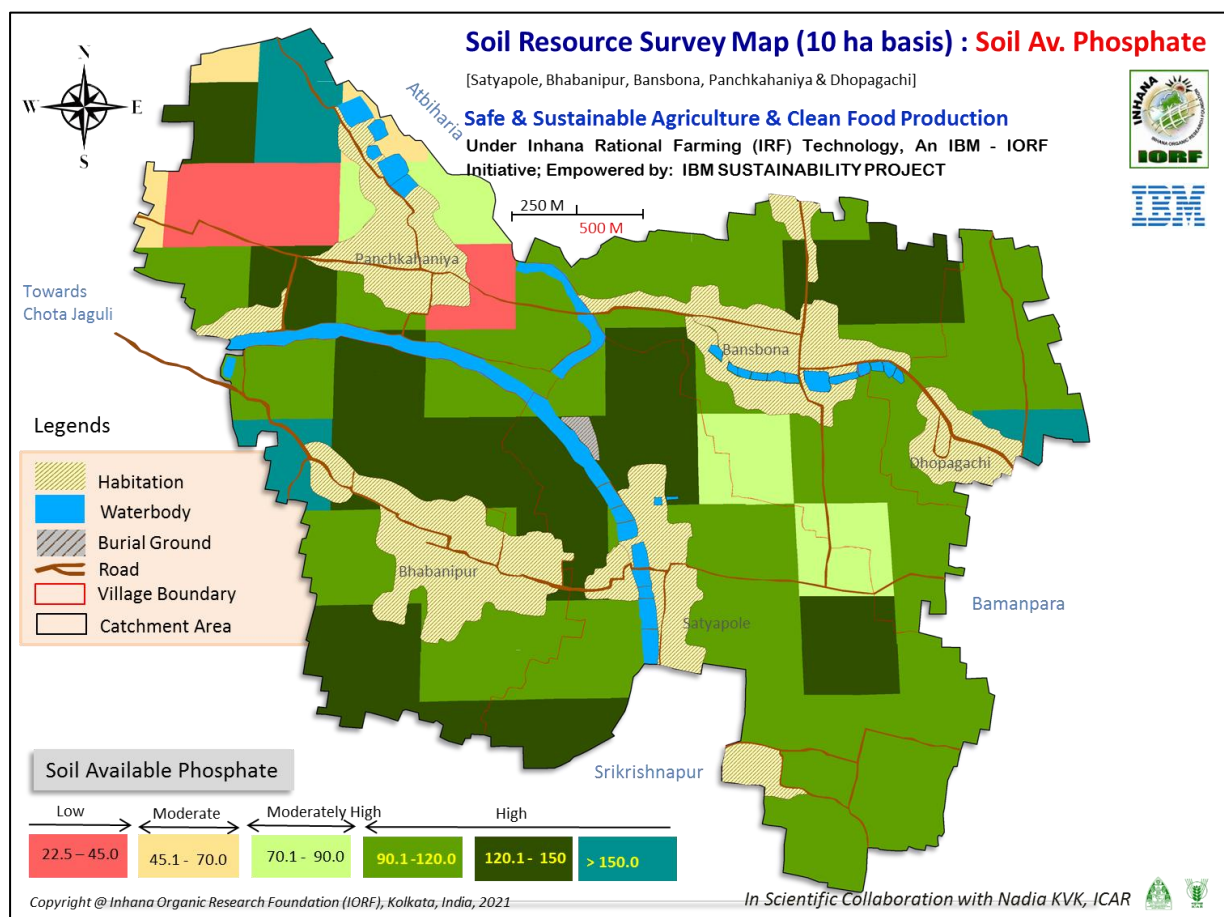 Soil Resource Survey Map (10 ha basis) : Soil Av. Phosphate
[Satyapole, Bhabanipur, Bansbona, Panchkahaniya & Dhopagachi]
Safe & Sustainable Agriculture & Clean Food Production
Under Inhana Rational Farming (IRF) Technology, An IBM - IORF
Initiative; Empowered by: IBM SUSTAINABILITY PROJECT
N
W E
S
Atbiharia
INHANA
INHANA ORGANIC RESEARCH FOUNDATION
IORF
IBM
250 M
500 M
Panchkahaniya
Towards
Chota Jaguli
Bansbona
Dhopagachi
Bhabanipur
Satyapole
Bamanpara
Srikrishnapur
Legends
Habitation
Waterbody
Burial Ground
Road
Village Boundary
Catchment Area
Soil Available Phosphate
Low Moderate Moderately High High
22.5 – 45.0 45.1 - 70.0 70.1 - 90.0 90.1 -120.0 120.1 - 150 > 150.0
Copyright @ Inhana Organic Research Foundation (IORF), Kolkata, India, 2021
In Scientific Collaboration with Nadia KVK, ICAR